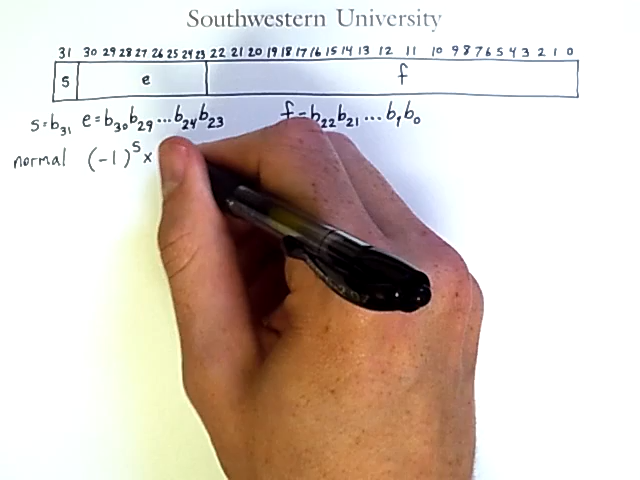 Southwestern University
31 30 29 28 27 26 25 24 23 22 21 20 19 18 17 16 15 14 13 12 11 10 9 8 7 6 5 4 3 2 1 0
s e f
s=b₃₁ e=b₃₀b₂₉...b₂₄b₂₃ f=b₂₂b₂₁...b₁b₀
normal (-1)ˢ×